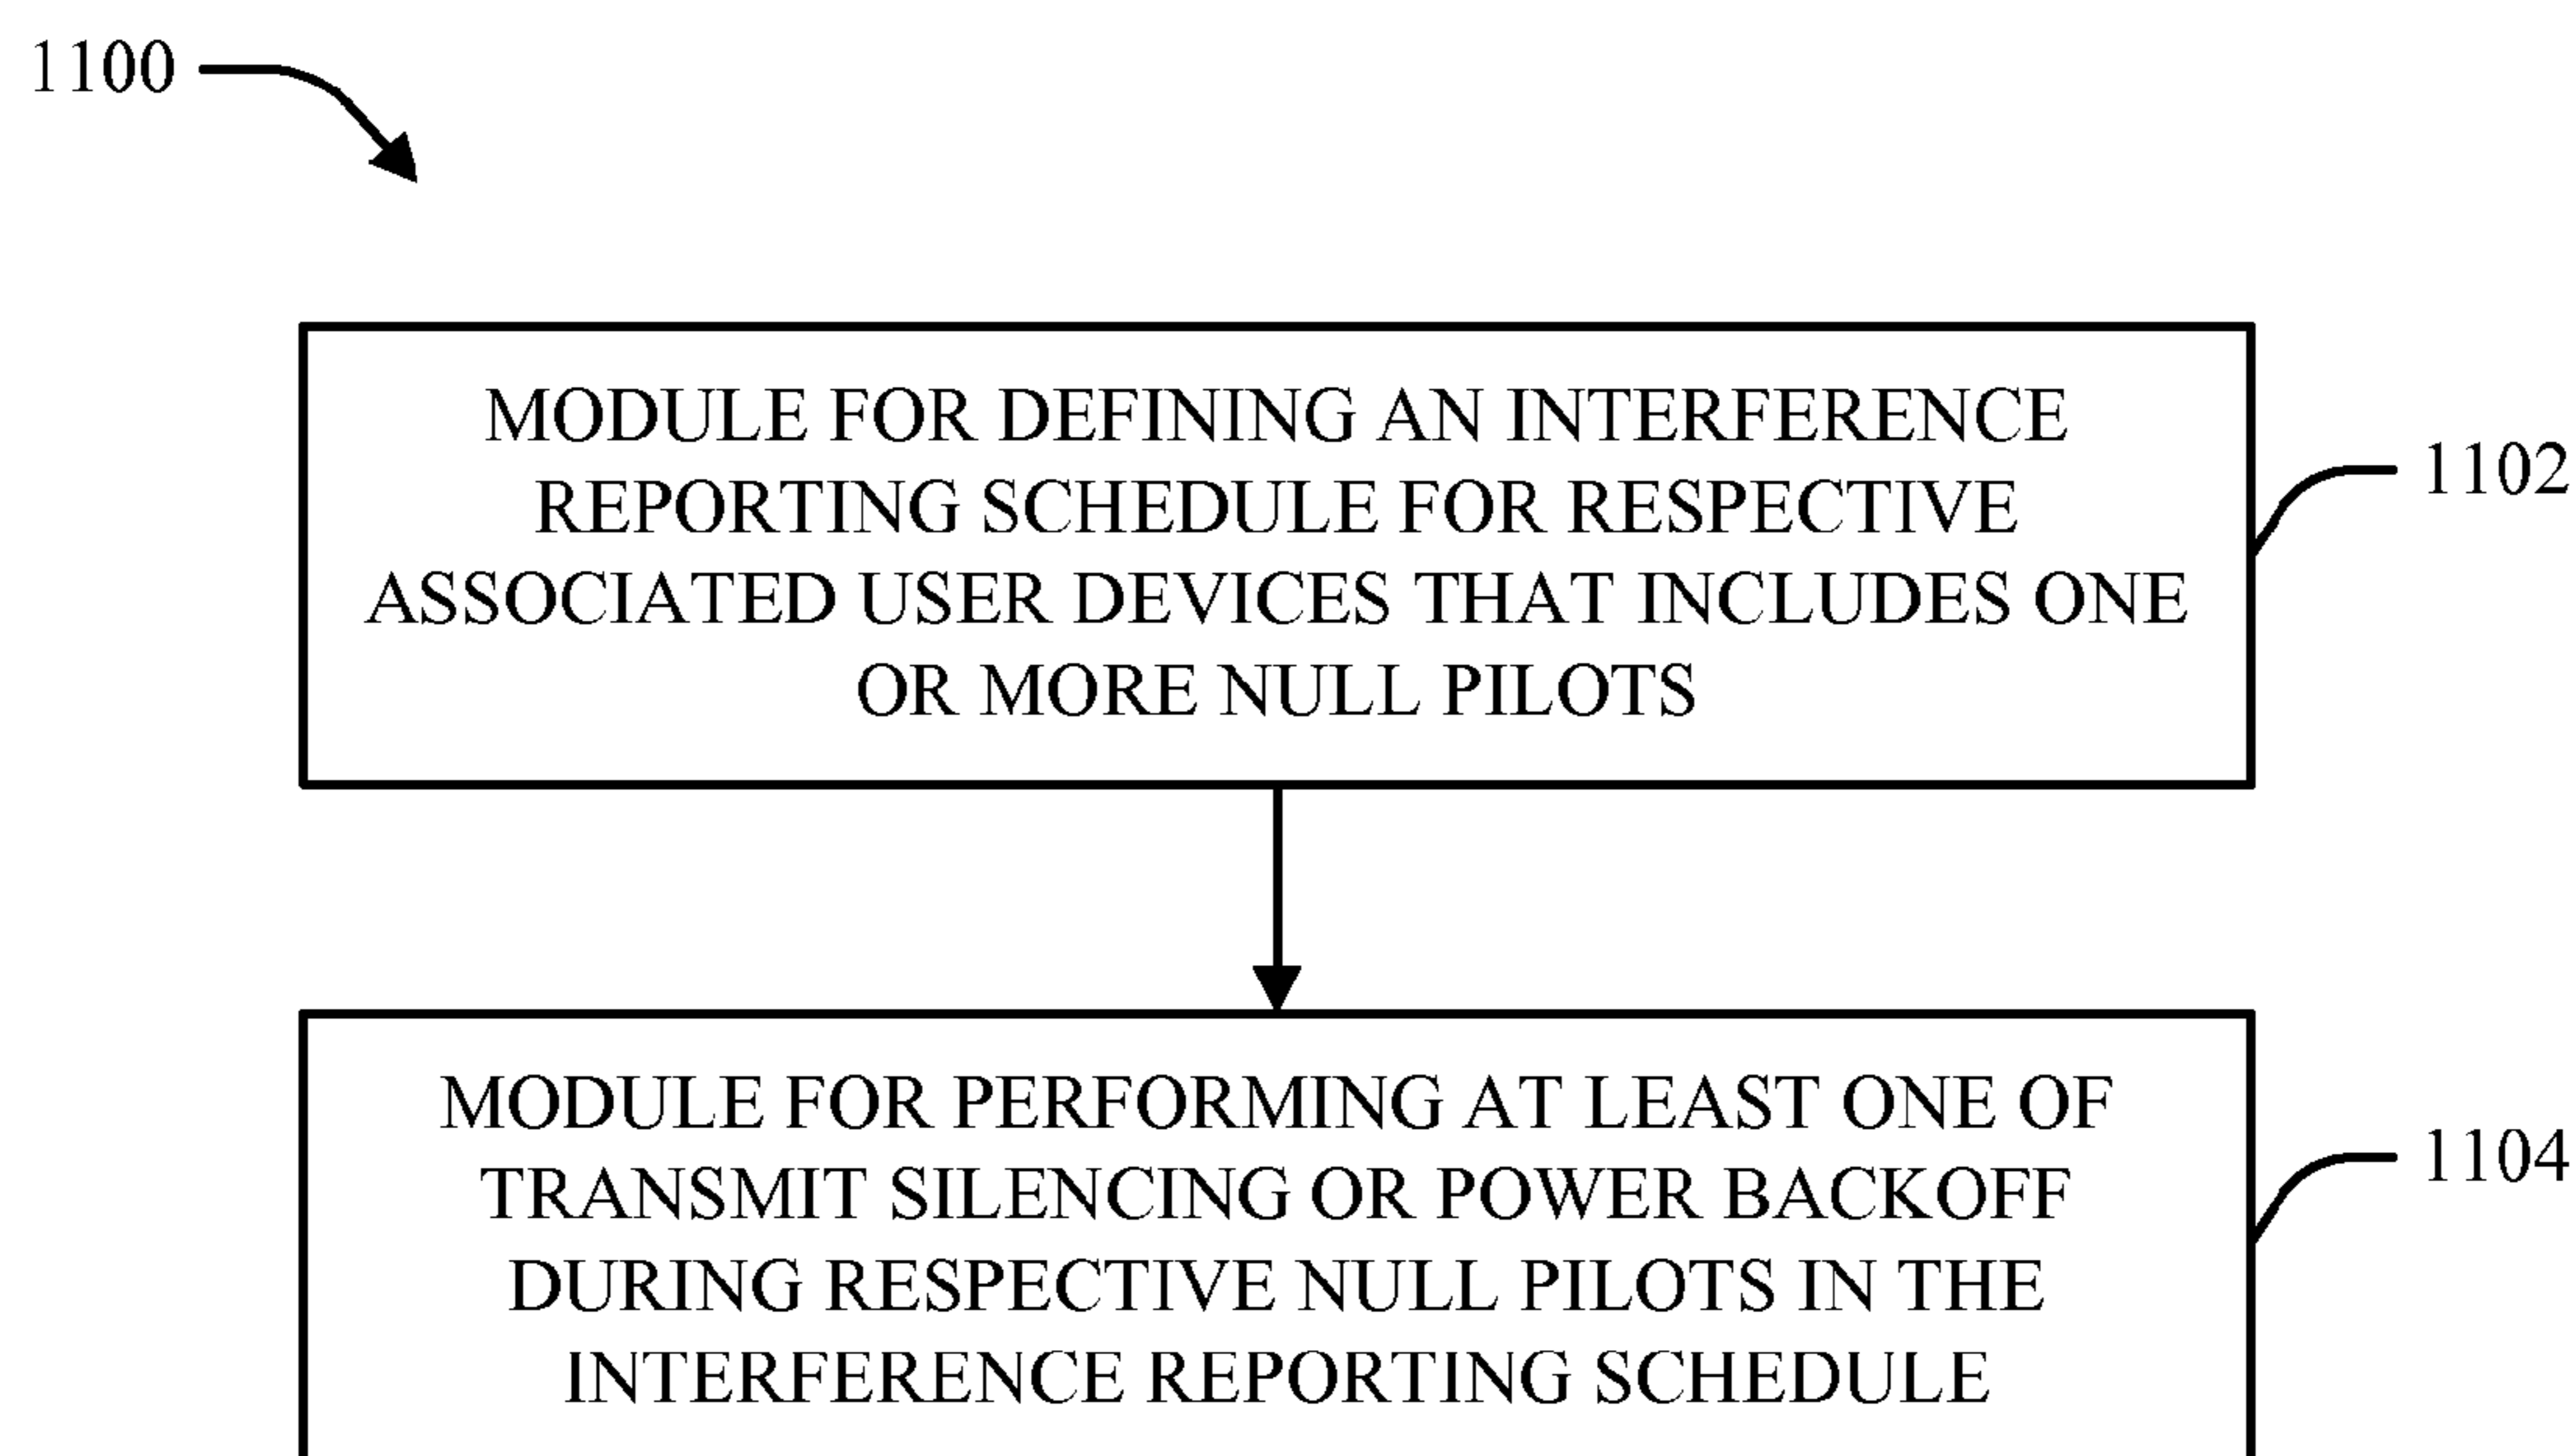 1100
MODULE FOR DEFINING AN INTERFERENCE
REPORTING SCHEDULE FOR RESPECTIVE
ASSOCIATED USER DEVICES THAT INCLUDES ONE
OR MORE NULL PILOTS
1102
MODULE FOR PERFORMING AT LEAST ONE OF
TRANSMIT SILENCING OR POWER BACKOFF
DURING RESPECTIVE NULL PILOTS IN THE
INTERFERENCE REPORTING SCHEDULE
1104